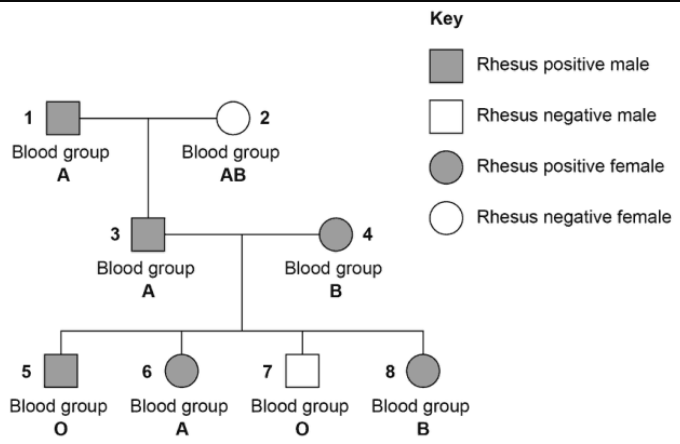 Key
Rhesus positive male
Rhesus negative male
Rhesus positive female
Rhesus negative female
1 2
Blood group Blood group
A AB
3 4
Blood group Blood group
A B
5 6 7 8
Blood group Blood group Blood group Blood group
O A O B